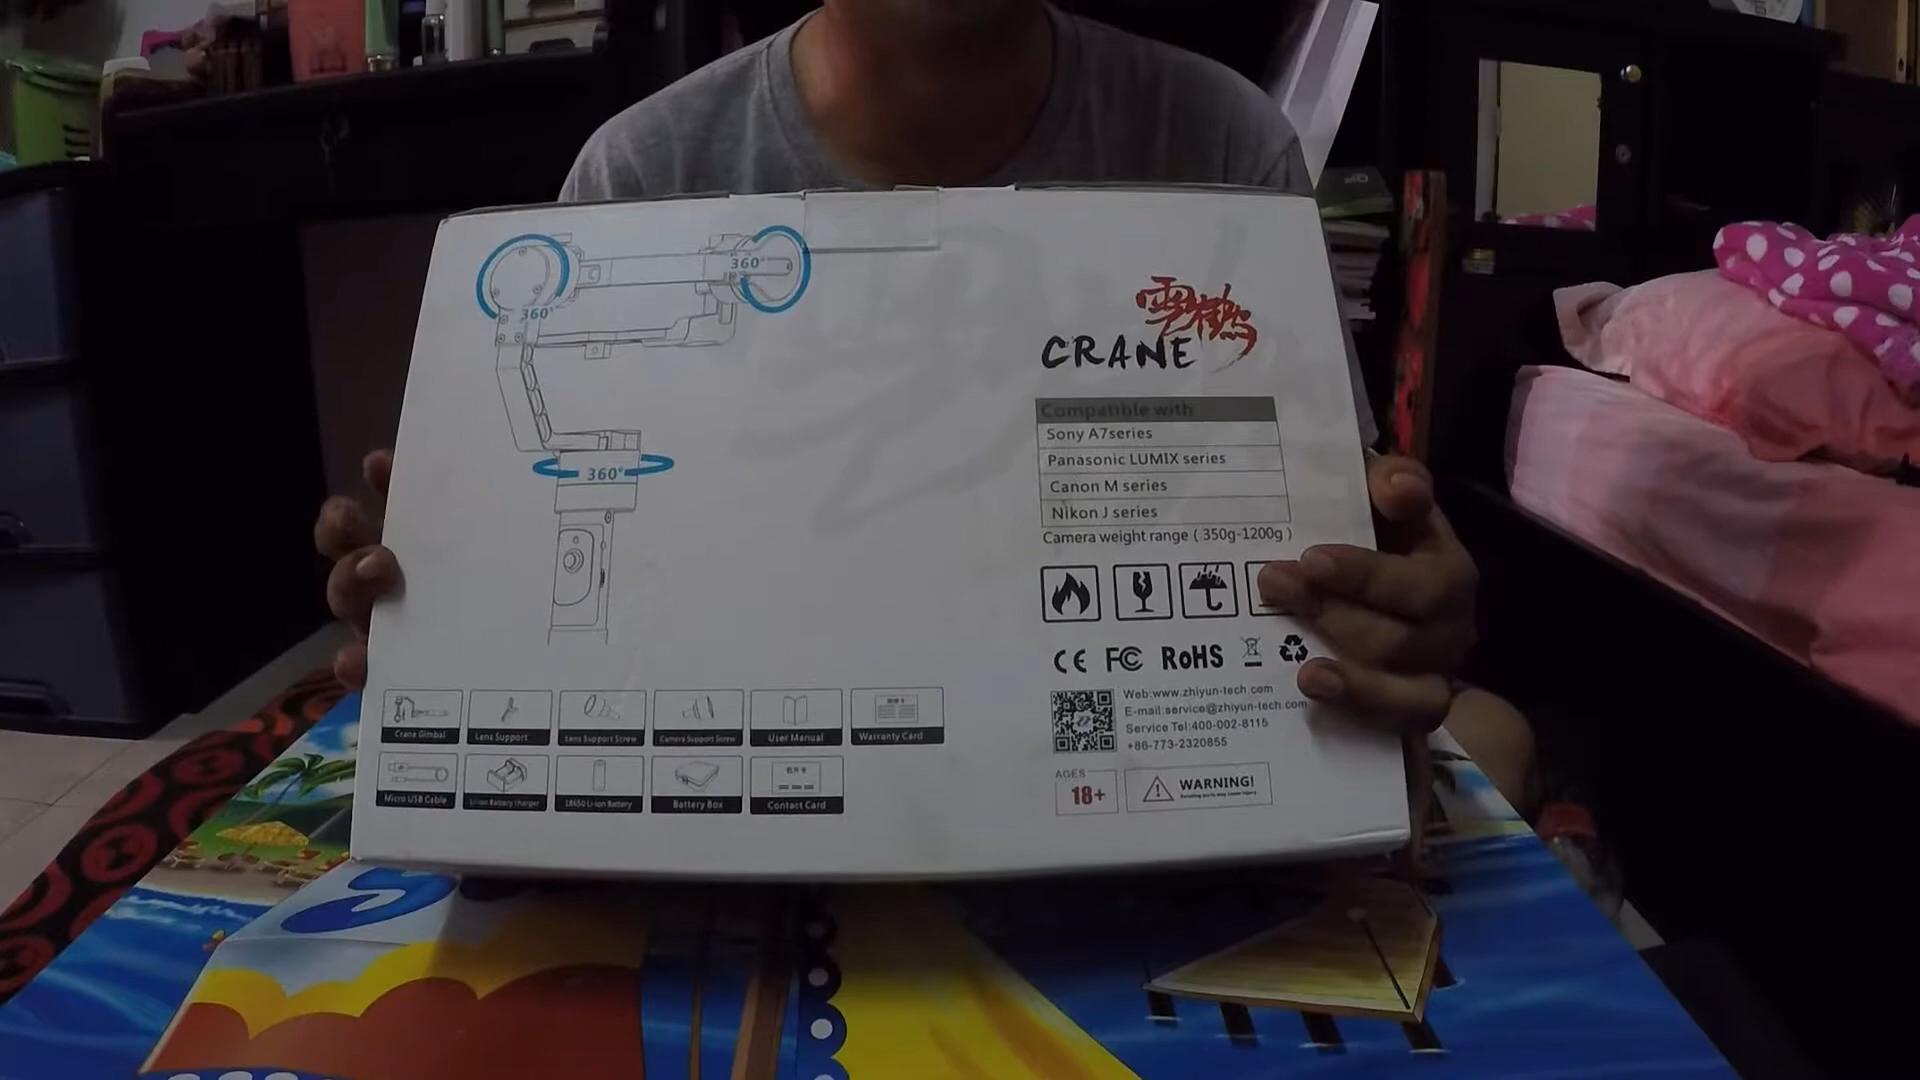 360°
360°
360°
雲鹤
CRANE
Compatible with
Sony A7series
Panasonic LUMIX series
Canon M series
Nikon J series
Camera weight range ( 350g-1200g )
CE FC RoHS
Web:www.zhiyun-tech.com
E-mail:service@zhiyun-tech.com
Service Tel:400-002-8115
+86-773-2320855
AGES
18+
WARNING!
Crane Gimbal
Lens Support
Lens Support Screw
Camera Support Screw
User Manual
Warranty Card
Micro USB Cable
Li-ion Battery Charger
18650 Li-ion Battery
Battery Box
Contact Card